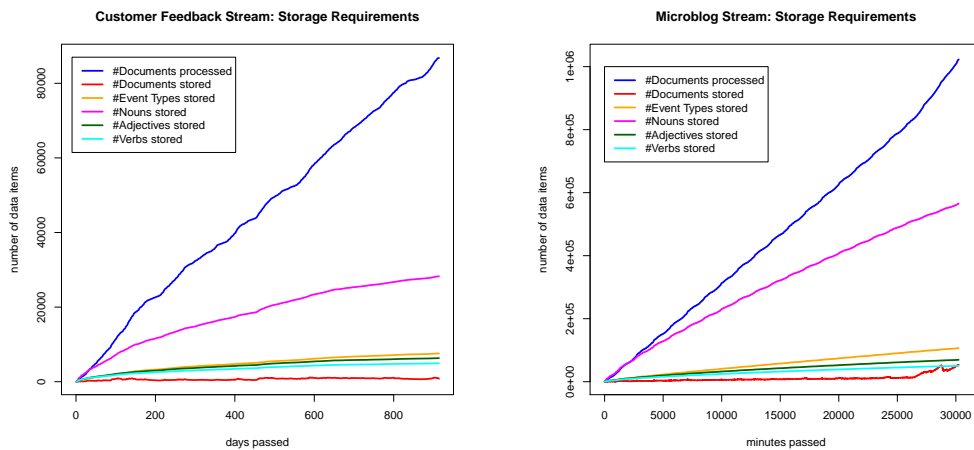 Customer Feedback Stream: Storage Requirements
number of data items
80000
60000
40000
20000
0
#Documents processed
#Documents stored
#Event Types stored
#Nouns stored
#Adjectives stored
#Verbs stored
0 200 400 600 800
days passed
Microblog Stream: Storage Requirements
number of data items
1e+06
8e+05
6e+05
4e+05
2e+05
0e+00
#Documents processed
#Documents stored
#Event Types stored
#Nouns stored
#Adjectives stored
#Verbs stored
0 5000 10000 15000 20000 25000 30000
minutes passed